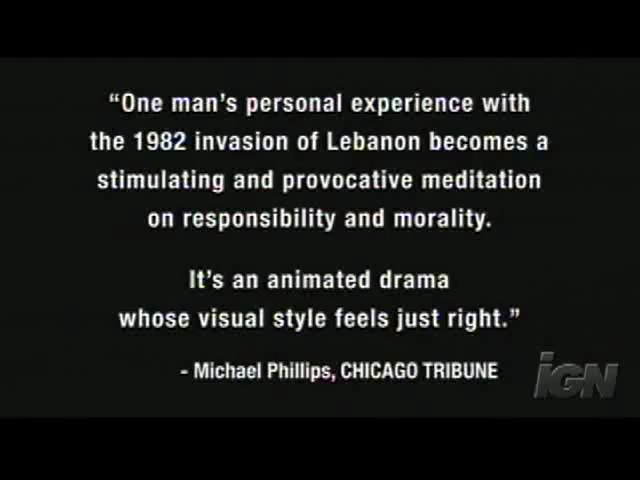 “One man’s personal experience with
the 1982 invasion of Lebanon becomes a
stimulating and provocative meditation
on responsibility and morality.
It’s an animated drama
whose visual style feels just right.”
- Michael Phillips, CHICAGO TRIBUNE
IGN